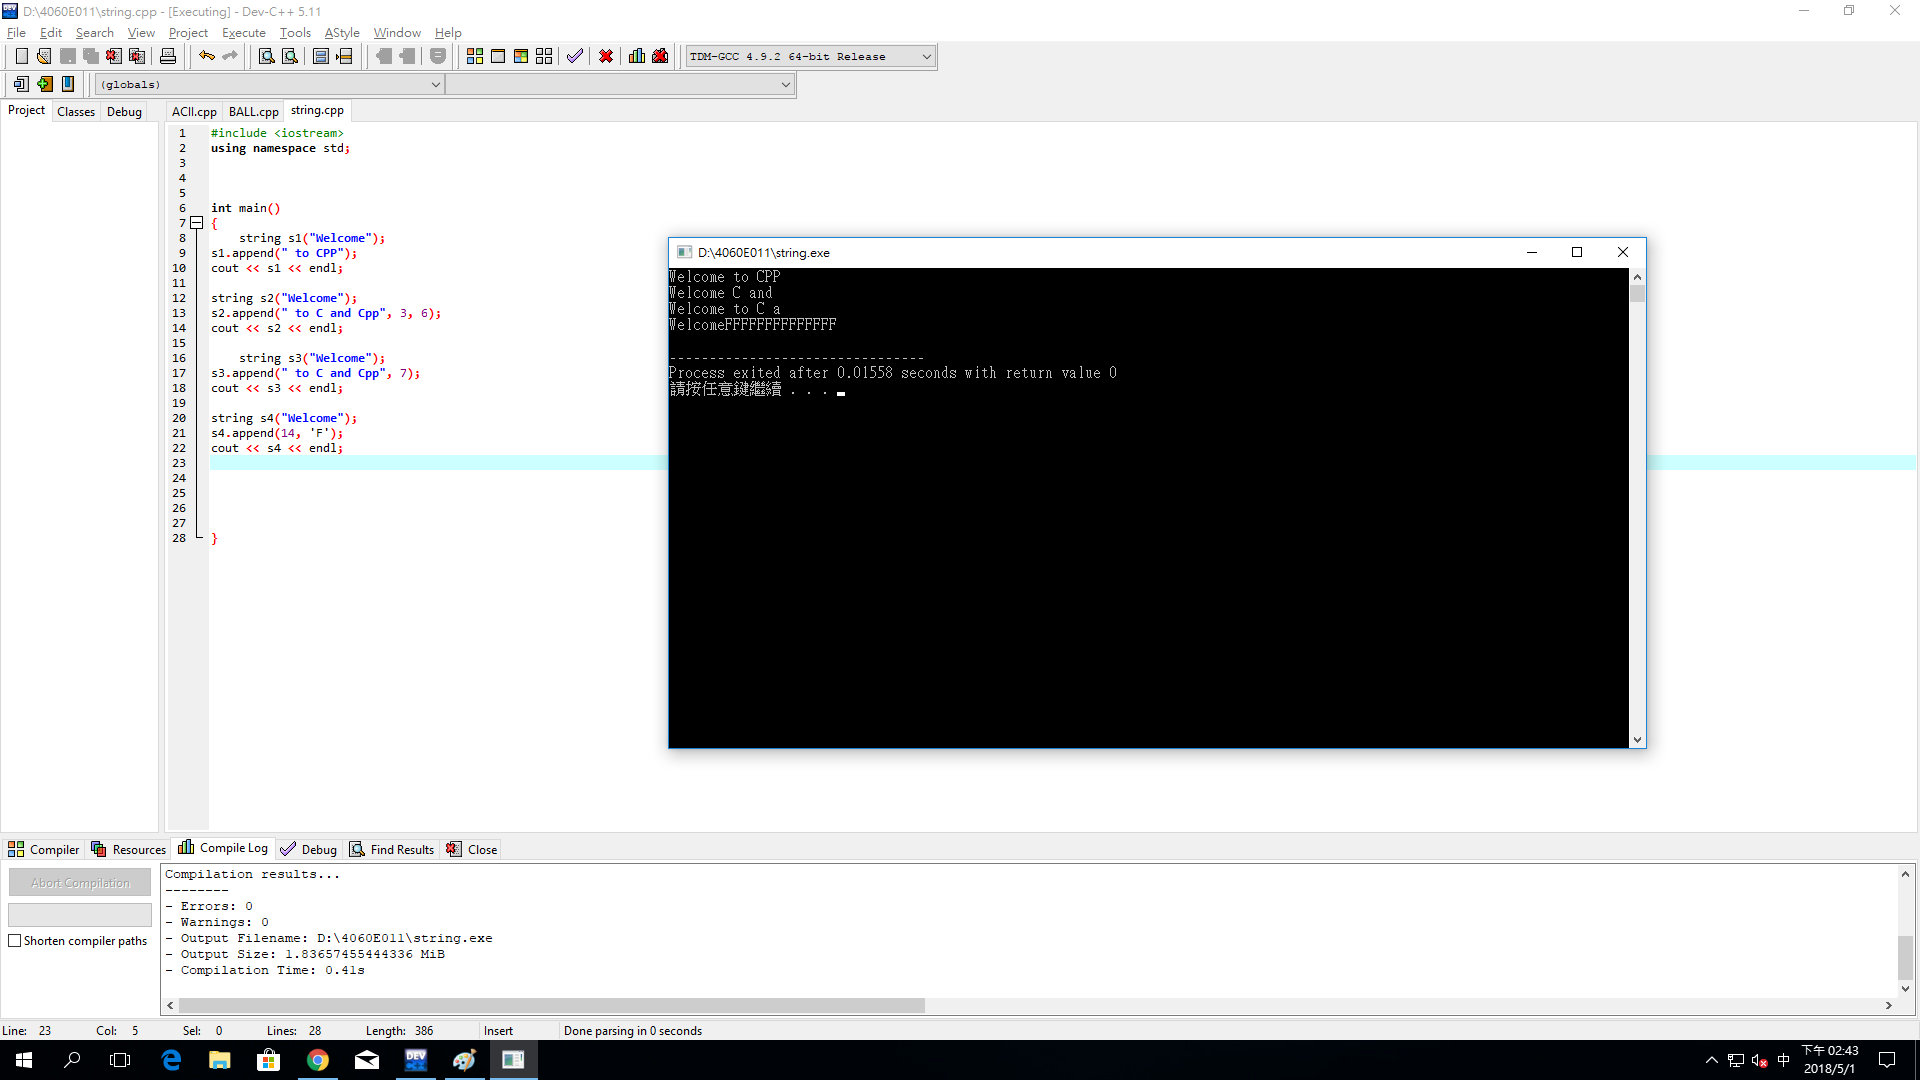 D:\4060E011\string.cpp - [Executing] - Dev-C++ 5.11
File Edit Search View Project Execute Tools AStyle Window Help
TDM-GCC 4.9.2 64-bit Release
(globals)
Project Classes Debug
ACII.cpp BALL.cpp string.cpp
1 #include <iostream>
2 using namespace std;
3
4
5
6 int main()
7 {
8 string s1("Welcome");
9 s1.append(" to CPP");
10 cout << s1 << endl;
11
12 string s2("Welcome");
13 s2.append(" to C and Cpp", 3, 6);
14 cout << s2 << endl;
15
16 string s3("Welcome");
17 s3.append(" to C and Cpp", 7);
18 cout << s3 << endl;
19
20 string s4("Welcome");
21 s4.append(14, 'F');
22 cout << s4 << endl;
23
24
25
26
27
28 }
D:\4060E011\string.exe
Welcome to CPP
Welcome C and
Welcome to C a
WelcomeFFFFFFFFFFFFFF
--------------------------------
Process exited after 0.01558 seconds with return value 0
請按任意鍵繼續 . . .
Compiler Resources Compile Log Debug Find Results Close
Abort Compilation
Shorten compiler paths
Compilation results...
--------
- Errors: 0
- Warnings: 0
- Output Filename: D:\4060E011\string.exe
- Output Size: 1.83657455444336 MiB
- Compilation Time: 0.41s
Line: 23 Col: 5 Sel: 0 Lines: 28 Length: 386 Insert Done parsing in 0 seconds
DEV
中
下午 02:43
2018/5/1